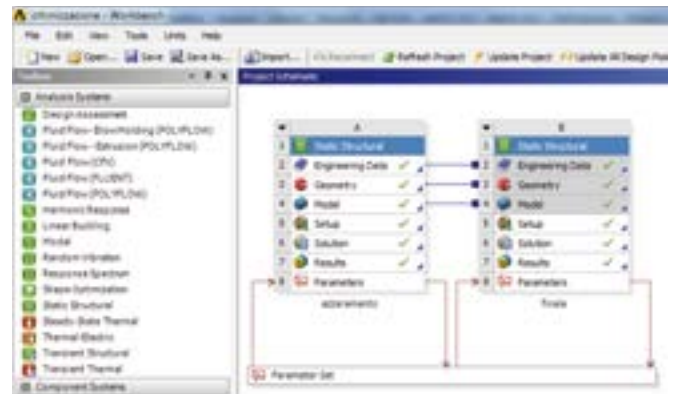 ottimizzazione - Workbench
File Edit View Tools Units Help
New Open... Save Save As... Import... Reconnect Refresh Project Update Project Update All Design
Toolbox
Project Schematic
Analysis Systems
Design Assessment
Fluid Flow - BlowMolding (POLYFLOW)
Fluid Flow - Extrusion (POLYFLOW)
Fluid Flow (CFX)
Fluid Flow (FLUENT)
Fluid Flow (POLYFLOW)
Harmonic Response
Linear Buckling
Modal
Random Vibration
Response Spectrum
Shape Optimization
Static Structural
Steady-State Thermal
Thermal-Electric
Transient Structural
Transient Thermal
Component Systems
A
1 Static Structural
2 Engineering Data
3 Geometry
4 Model
5 Setup
6 Solution
7 Results
8 Parameters
azzeramento
B
1 Static Structural
2 Engineering Data
3 Geometry
4 Model
5 Setup
6 Solution
7 Results
8 Parameters
finale
Parameter Set